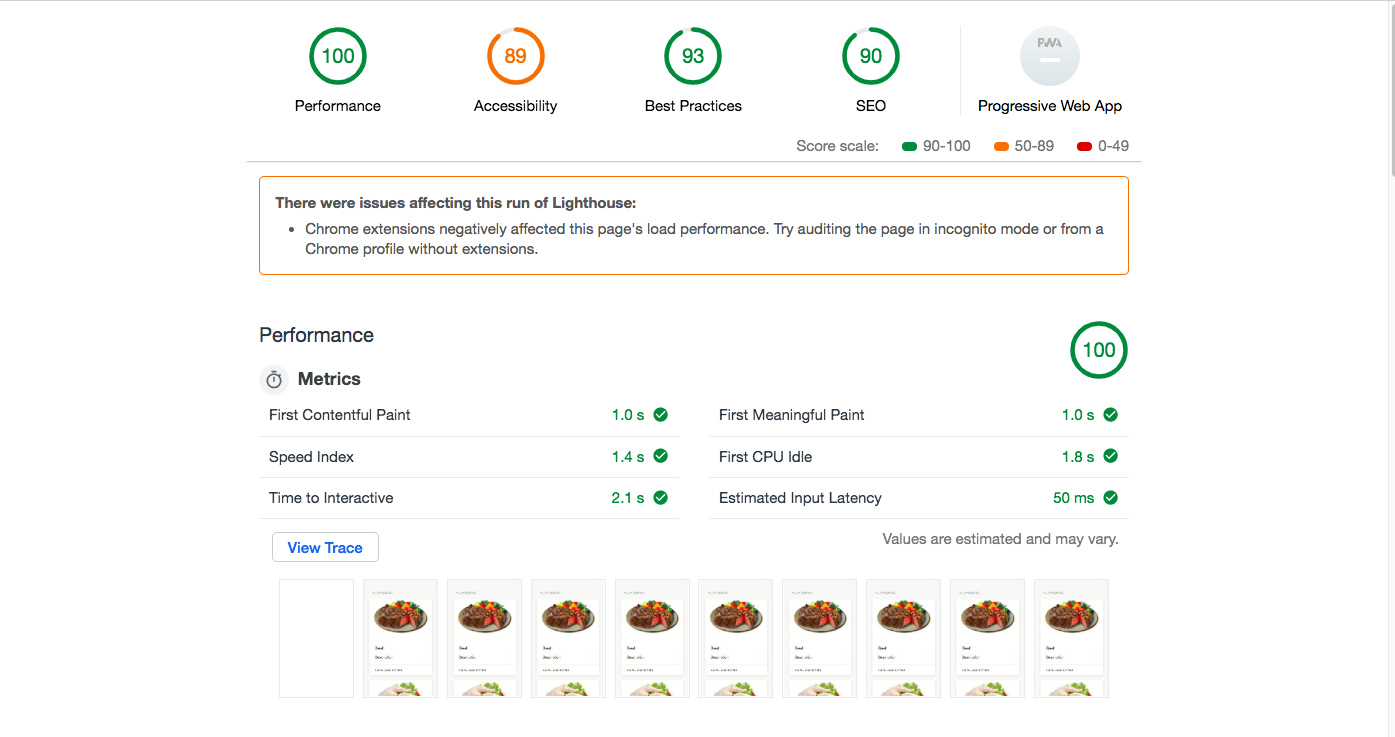 100
89
93
90
PWA
Performance
Accessibility
Best Practices
SEO
Progressive Web App
Score scale: 90-100 50-89 0-49
There were issues affecting this run of Lighthouse:
Chrome extensions negatively affected this page's load performance. Try auditing the page in incognito mode or from a
Chrome profile without extensions.
Performance
100
Metrics
First Contentful Paint 1.0 s
First Meaningful Paint 1.0 s
Speed Index 1.4 s
First CPU Idle 1.8 s
Time to Interactive 2.1 s
Estimated Input Latency 50 ms
View Trace
Values are estimated and may vary.